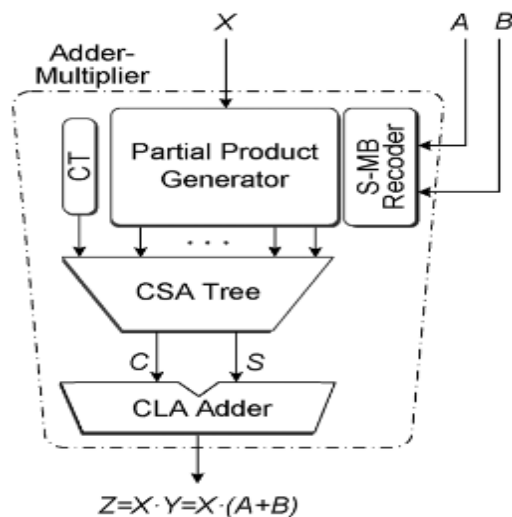 X
A
B
Adder-
Multiplier
CT
Partial Product
Generator
S-MB
Recoder
...
CSA Tree
C
S
CLA Adder
Z=X·Y=X·(A+B)